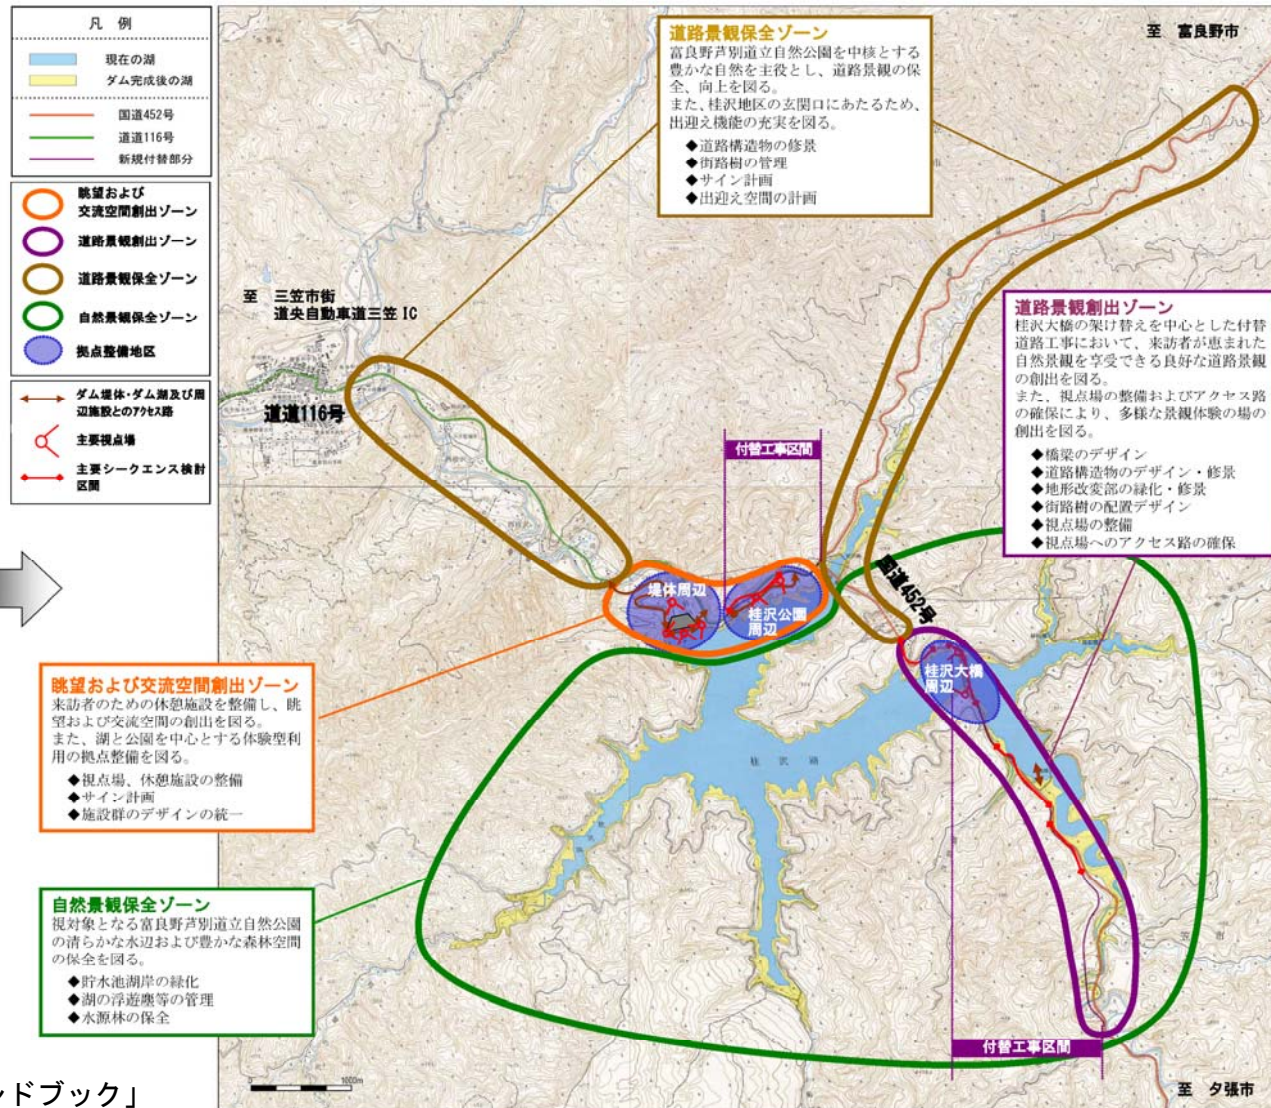 凡 例
現在の湖
ダム完成後の湖
国道452号
道道116号
新規付替部分
眺望および
交流空間創出ゾーン
道路景観創出ゾーン
道路景観保全ゾーン
自然景観保全ゾーン
拠点整備地区
ダム堤体・ダム湖及び周
辺施設とのアクセス路
主要視点場
主要シークエンス検討
区間
道路景観保全ゾーン
富良野芦別道立自然公園を中核とする
豊かな自然を主役とし、道路景観の保
全、向上を図る。
また、桂沢地区の玄関口にあたるため、
出迎え機能の充実を図る。
◆道路構造物の修景
◆街路樹の管理
◆サイン計画
◆出迎え空間の計画
至 富良野市
至 三笠市街
道央自動車道三笠 IC
道道116号
道路景観創出ゾーン
桂沢大橋の架け替えを中心とした付替
道路工事において、来訪者が恵まれた
自然景観を享受できる良好な道路景観
の創出を図る。
また、視点場の整備およびアクセス路
の確保により、多様な景観体験の場の
創出を図る。
◆橋梁のデザイン
◆道路構造物のデザイン・修景
◆地形改変部の緑化・修景
◆街路樹の配置デザイン
◆視点場の整備
◆視点場へのアクセス路の確保
付替工事区間
国道452号
堤体周辺
桂沢公園
周辺
桂沢大橋
周辺
眺望および交流空間創出ゾーン
来訪者のための休憩施設を整備し、眺
望および交流空間の創出を図る。
また、湖と公園を中心とする体験型利
用の拠点整備を図る。
◆視点場、休憩施設の整備
◆サイン計画
◆施設群のデザインの統一
桂 沢 湖
自然景観保全ゾーン
視対象となる富良野芦別道立自然公園
の清らかな水辺および豊かな森林空間
の保全を図る。
◆貯水池湖岸の緑化
◆湖の浮遊塵等の管理
◆水源林の保全
付替工事区間
0 1000m
至 夕張市
ンドブック」